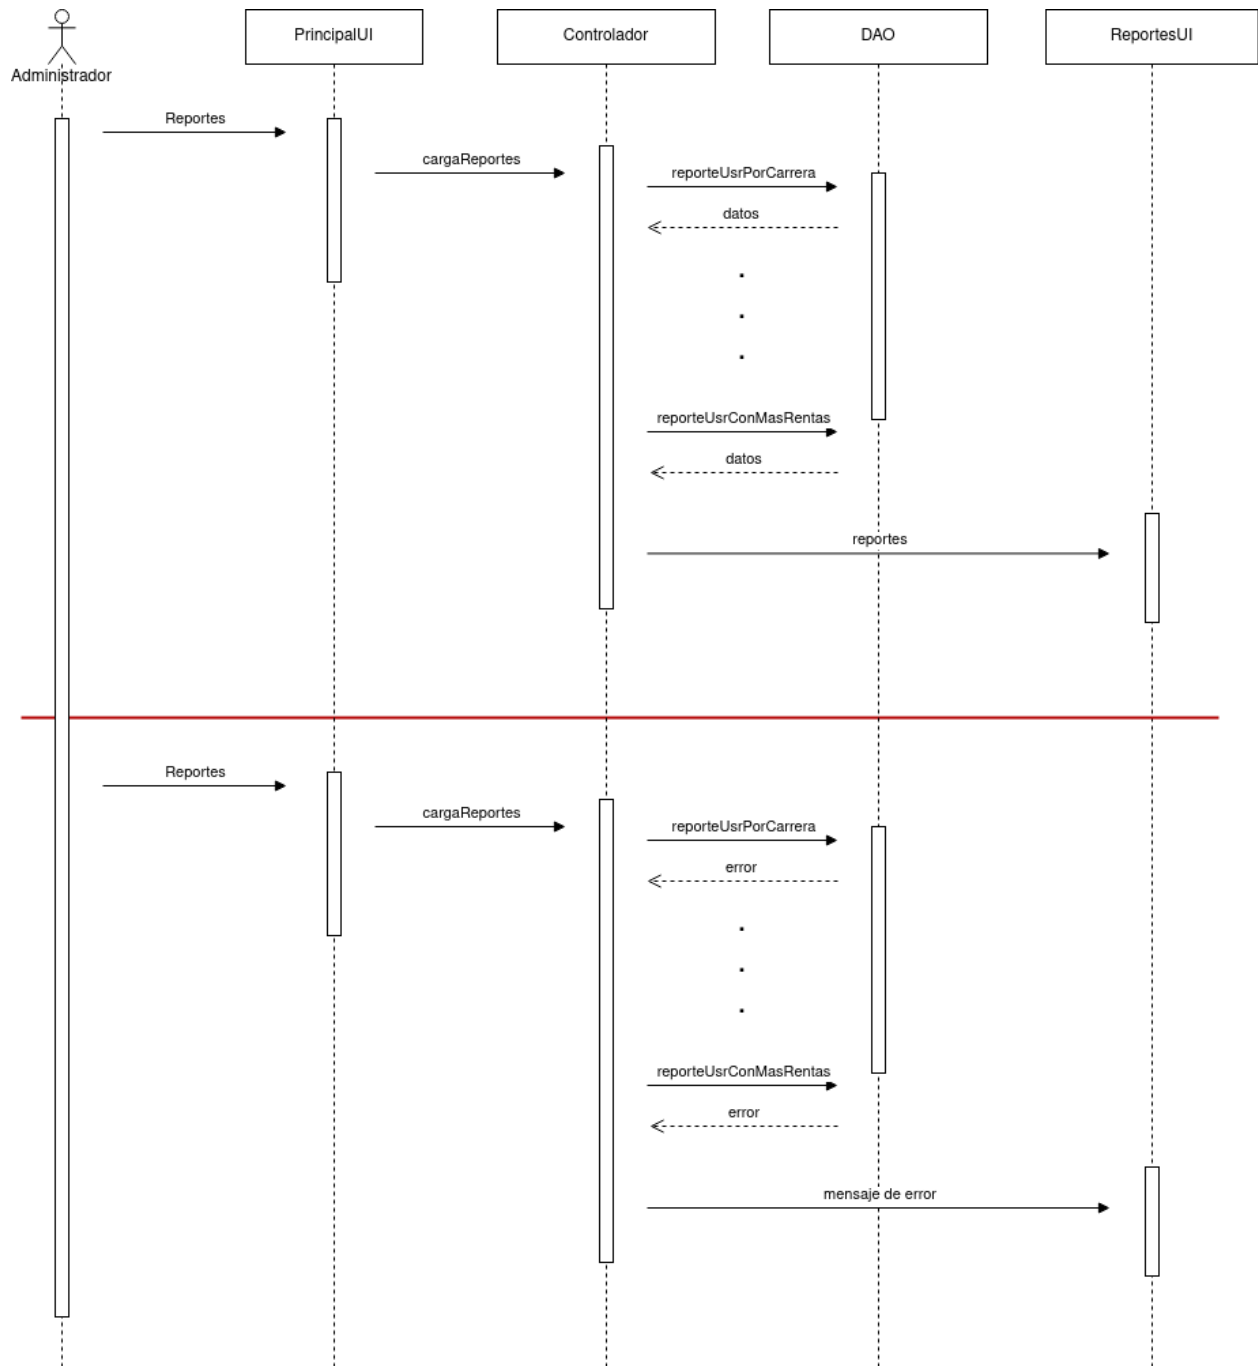 PrincipalUI
Controlador
DAO
ReportesUI
Administrador
Reportes
cargaReportes
reporteUsrPorCarrera
datos
reporteUsrConMasRentas
datos
reportes
Reportes
cargaReportes
reporteUsrPorCarrera
error
reporteUsrConMasRentas
error
mensaje de error